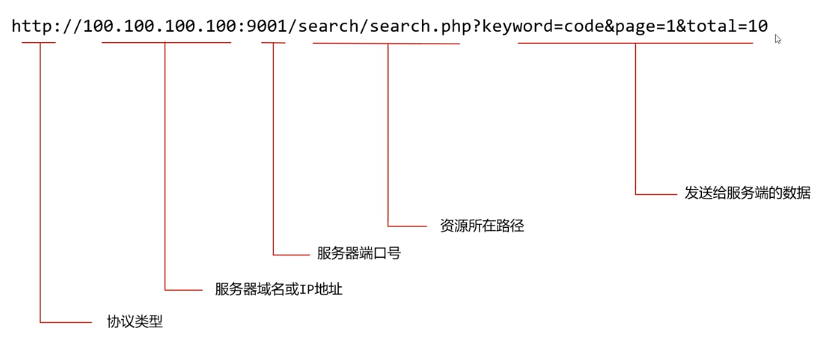 http://100.100.100.100:9001/search/search.php?keyword=code&page=1&total=10
发送给服务端的数据
资源所在路径
服务器端口号
服务器域名或IP地址
协议类型